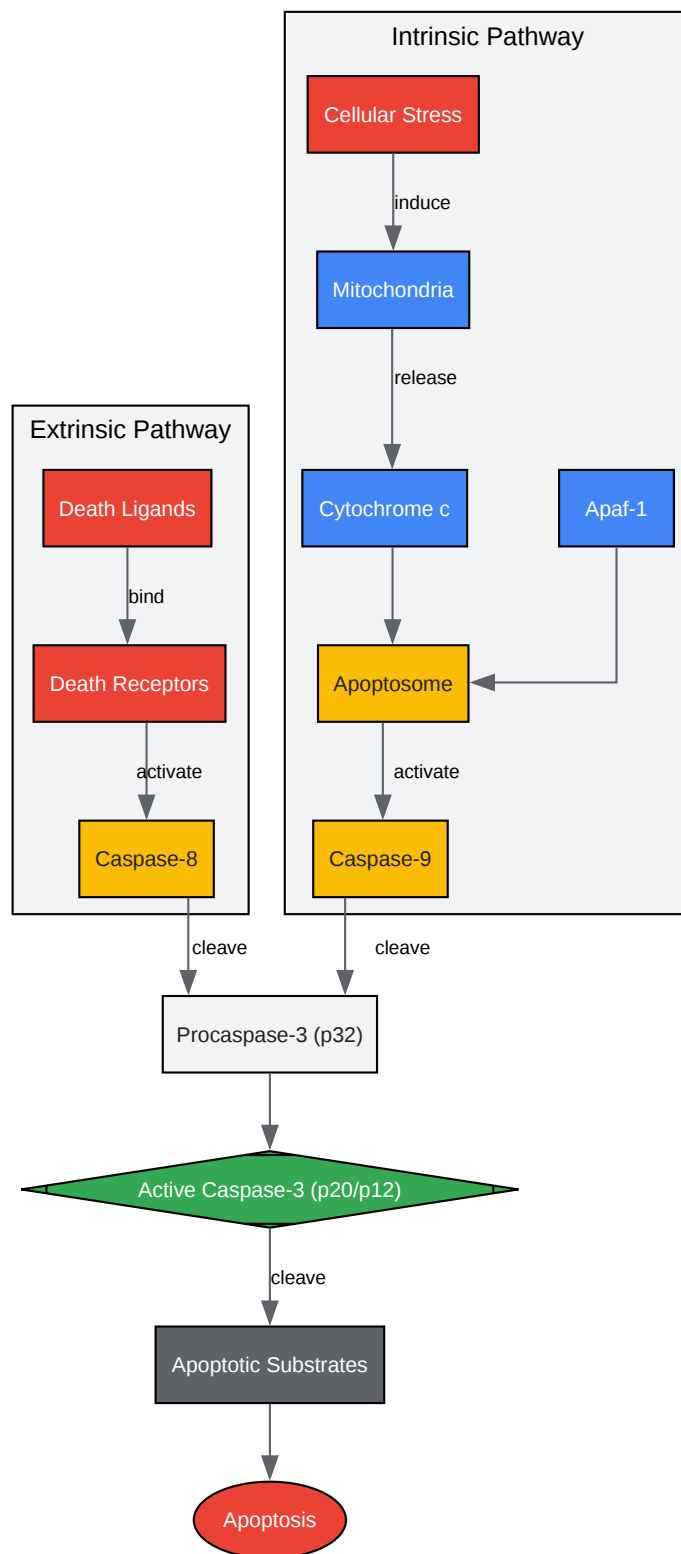 Intrinsic Pathway
Cellular Stress
induce
Mitochondria
release
Extrinsic Pathway
Death Ligands
Cytochrome c
Apaf-1
bind
Death Receptors
Apoptosome
activate
activate
Caspase-8
Caspase-9
cleave
cleave
Procaspase-3 (p32)
Active Caspase-3 (p20/p12)
cleave
Apoptotic Substrates
Apoptosis